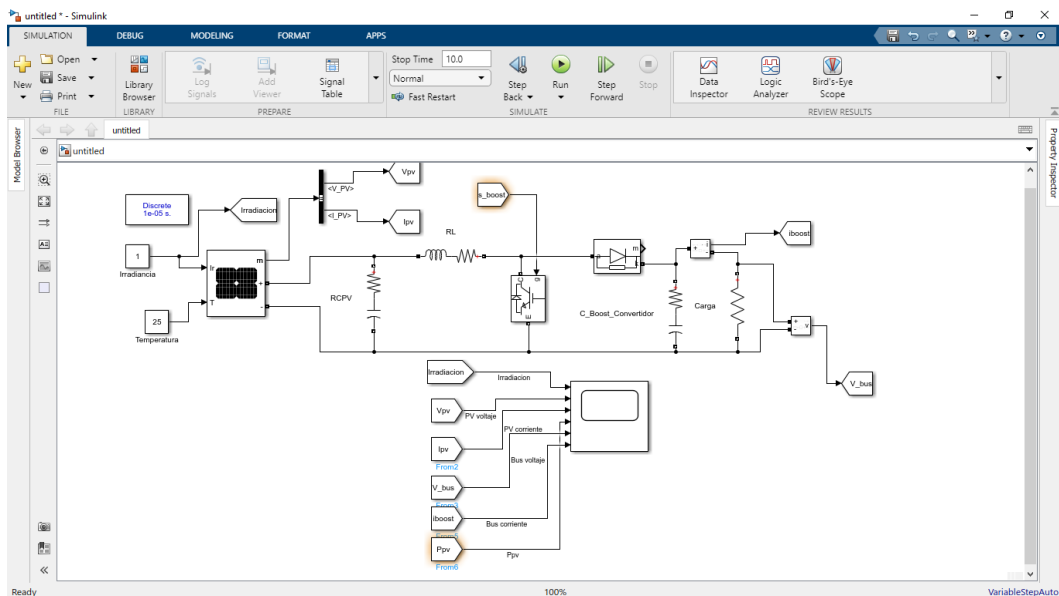 untitled * - Simulink
SIMULATION DEBUG MODELING FORMAT APPS
New
Open
Save
Print
FILE
Library
Browser
LIBRARY
Log
Signals
Add
Viewer
Signal
Table
PREPARE
Stop Time 10.0
Normal
Fast Restart
Step
Back
Run
Step
Forward
Stop
SIMULATE
Data
Inspector
Logic
Analyzer
Bird's-Eye
Scope
REVIEW RESULTS
untitled
untitled
Model Browser
Property Inspector
Discrete
1e-05 s.
Irradiacion
<V_PV>
<I_PV>
Vpv
Ipv
s_boost
RL
1
Irradiancia
25
Temperatura
Ir
T
m
+
-
RCPV
g
C
E
a
k
m
C_Boost_Convertidor
+
i
-
iboost
Carga
+
-
v
V_bus
Irradiacion
Irradiacion
Vpv
PV voltaje
PV corriente
Ipv
From2
Bus voltaje
V_bus
iboost
Bus corriente
Ppv
Ppv
From6
Ready
100%
VariableStepAuto